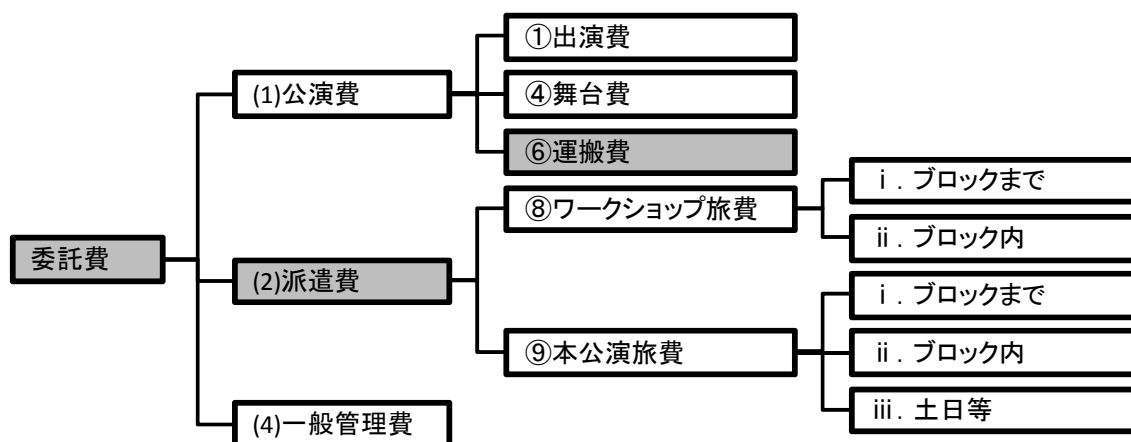 委託費
(1)公演費
①出演費
④舞台費
⑥運搬費
(2)派遣費
⑧ワークショップ旅費
ⅰ．ブロックまで
ⅱ．ブロック内
⑨本公演旅費
ⅰ．ブロックまで
ⅱ．ブロック内
ⅲ．土日等
(4)一般管理費